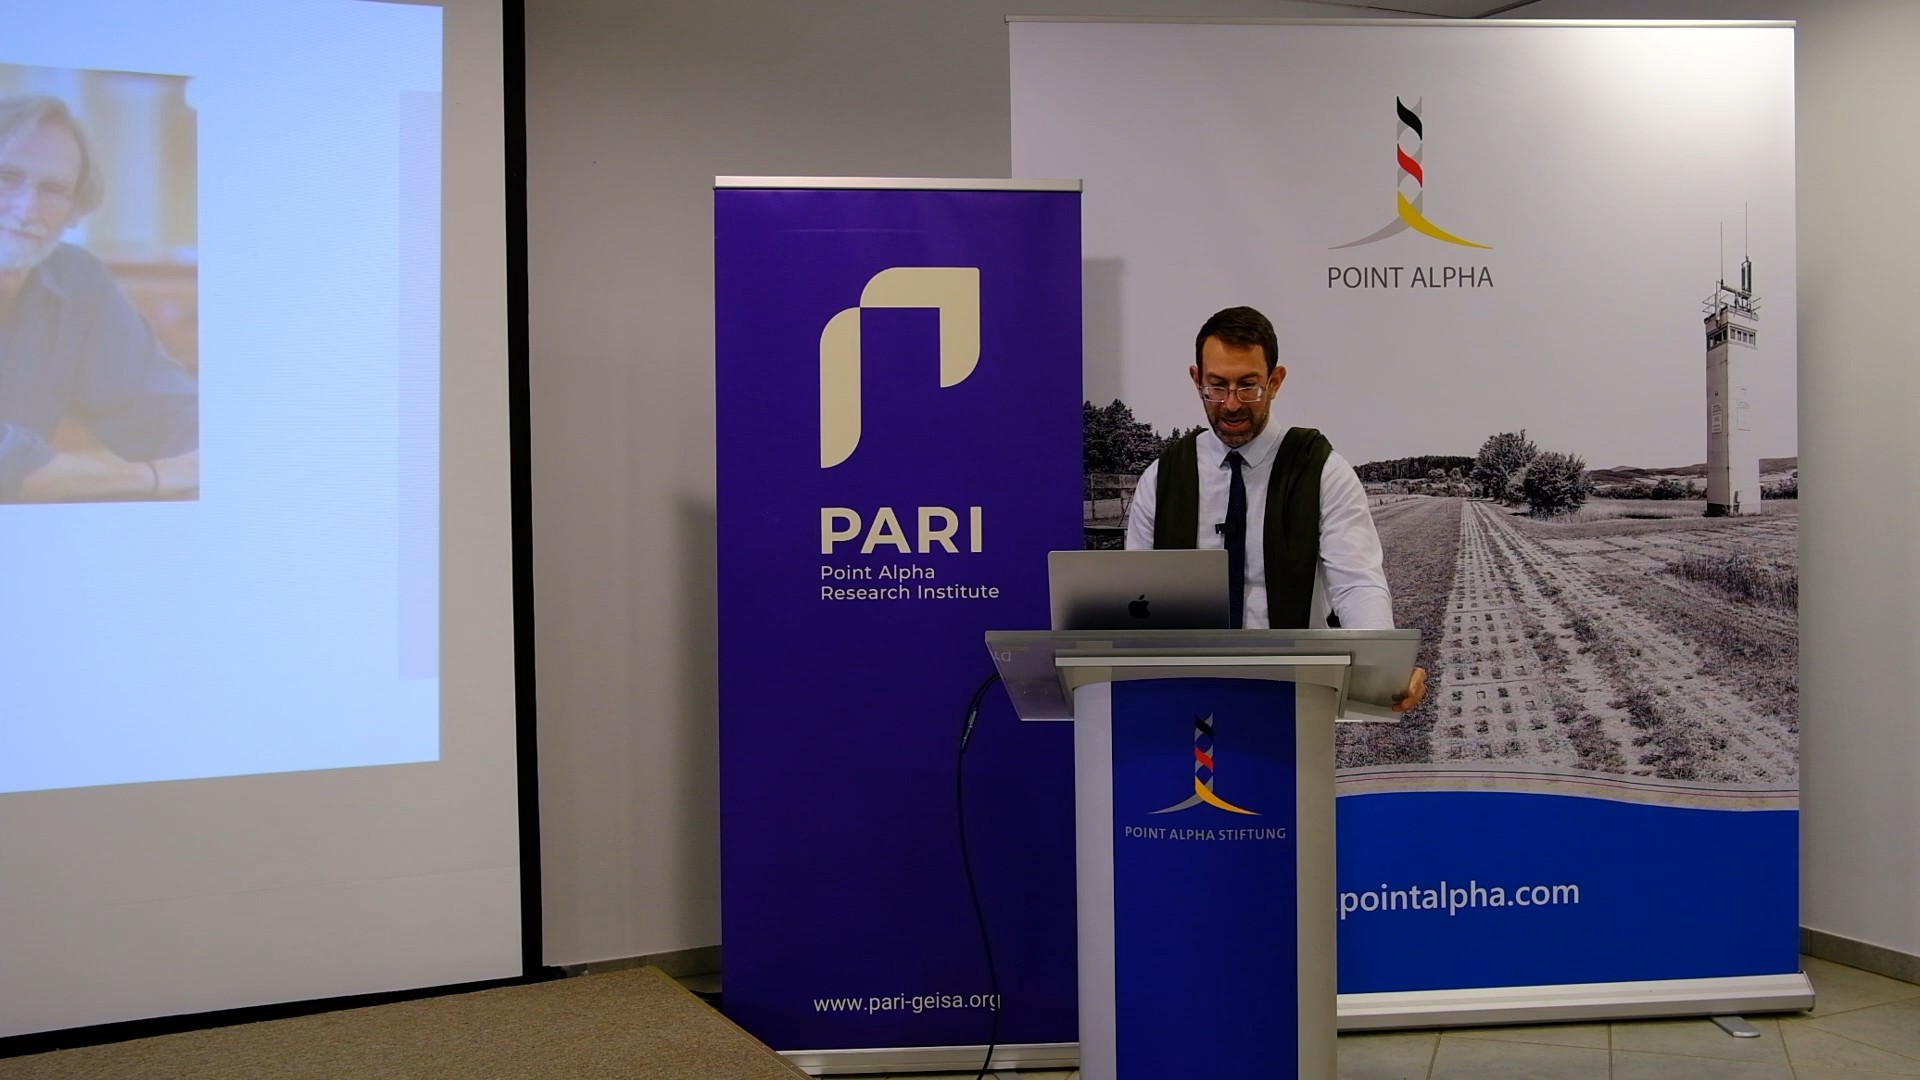 POINT ALPHA
PARI
Point Alpha
Research Institute
www.pari-geisa.org
POINT ALPHA STIFTUNG
.pointalpha.com